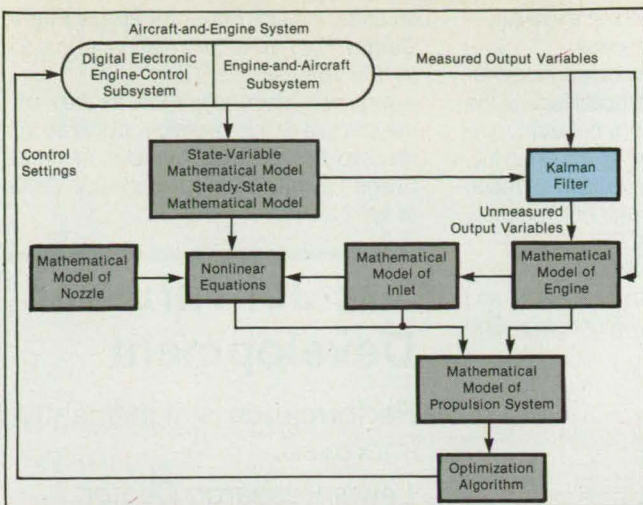 Aircraft-and-Engine System
Digital Electronic
Engine-Control
Subsystem
Engine-and-Aircraft
Subsystem
Measured Output Variables
Control
Settings
State-Variable
Mathematical Model
Steady-State
Mathematical Model
Kalman
Filter
Unmeasured
Output Variables
Mathematical
Model of
Nozzle
Nonlinear
Equations
Mathematical
Model of
Inlet
Mathematical
Model of
Engine
Mathematical
Model of
Propulsion System
Optimization
Algorithm